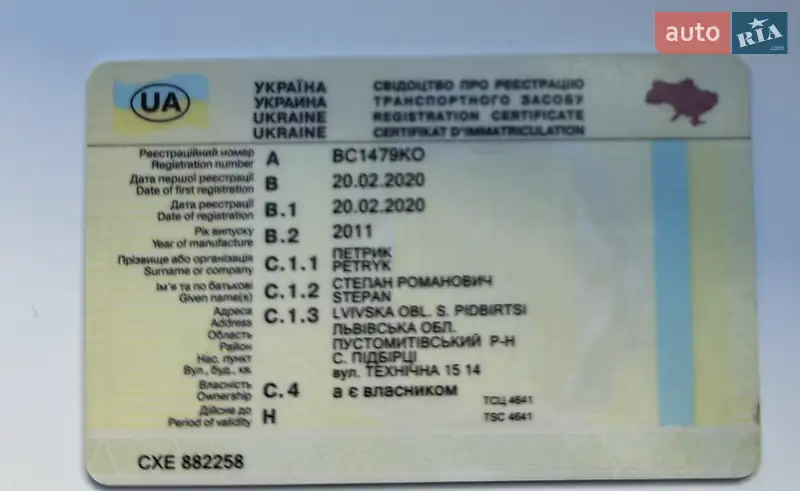 auto RIA .com
UA
УКРАЇНА СВІДОЦТВО ПРО РЕЄСТРАЦІЮ
УКРАИНА ТРАНСПОРТНОГО ЗАСОБУ
UKRAINE REGISTRATION CERTIFICATE
UKRAINE CERTIFIKAT D'IMMATRICULATION
Реєстраційний номер
Registration number A BC1479KO
Дата першої реєстрації
Date of first registration B 20.02.2020
Дата реєстрації
Date of registration B.1 20.02.2020
Рік випуску
Year of manufacture B.2 2011
Прізвище або організація ПЕТРИК
Surname or company C.1.1 PETRYK
Ім'я та по батькові СТЕПАН РОМАНОВИЧ
Given name(s) C.1.2 STEPAN
Адреса C.1.3 LVIVSKA OBL. S. PIDBIRTSI
Address ЛЬВІВСЬКА ОБЛ.
Область
Район ПУСТОМИТІВСЬКИЙ Р-Н
Нас. пункт С. ПІДБІРЦІ
Вул., буд., кв. вул. ТЕХНІЧНА 15 14
Власність
Ownership C.4 а є власником
ТСЦ 4641
Дійсне до
Period of validity H TSC 4641
СХЕ 882258